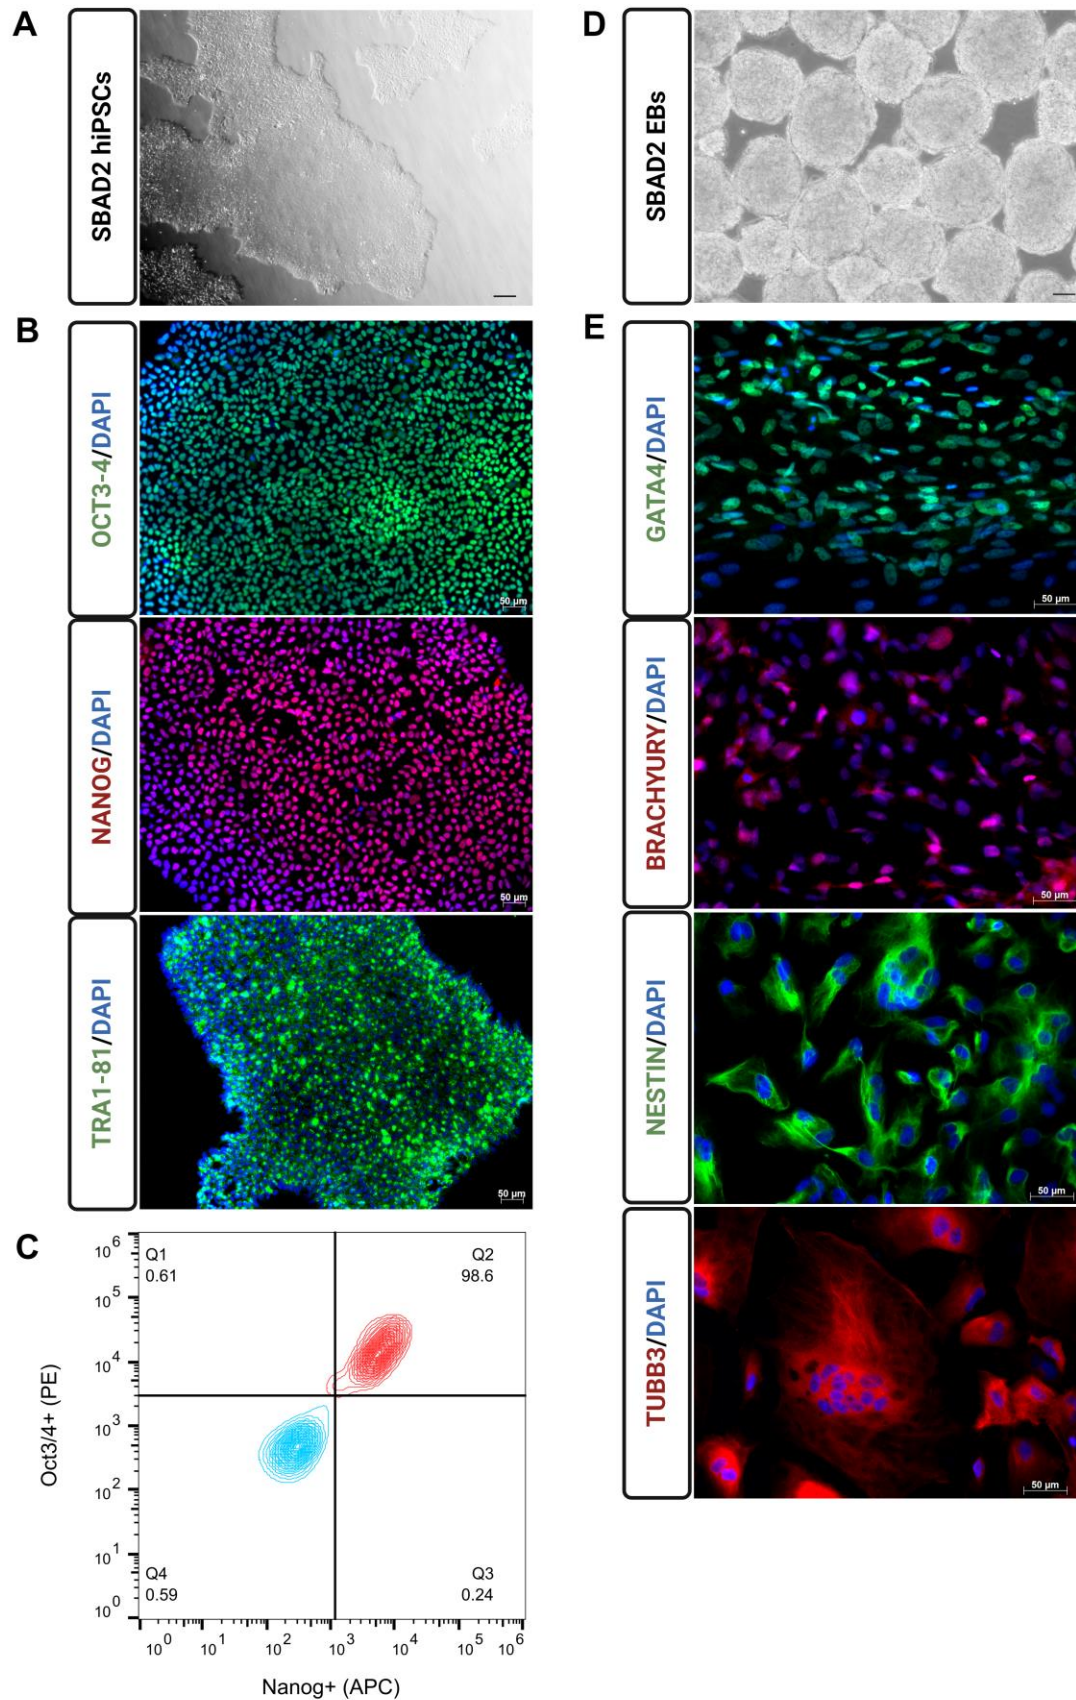 A
SBAD2 hiPSCs
B
OCT3-4/DAPI
50 µm
NANOG/DAPI
50 µm
TRA1-81/DAPI
50 µm
C
Q1
0.61
Q2
98.6
Q4
0.59
Q3
0.24
10^6
10^5
10^4
10^3
10^2
10^1
10^0
Oct3/4+ (PE)
10^0 10^1 10^2 10^3 10^4 10^5 10^6
Nanog+ (APC)
D
SBAD2 EBs
E
GATA4/DAPI
50 µm
BRACHYURY/DAPI
50 µm
NESTIN/DAPI
50 µm
TUBB3/DAPI
50 µm